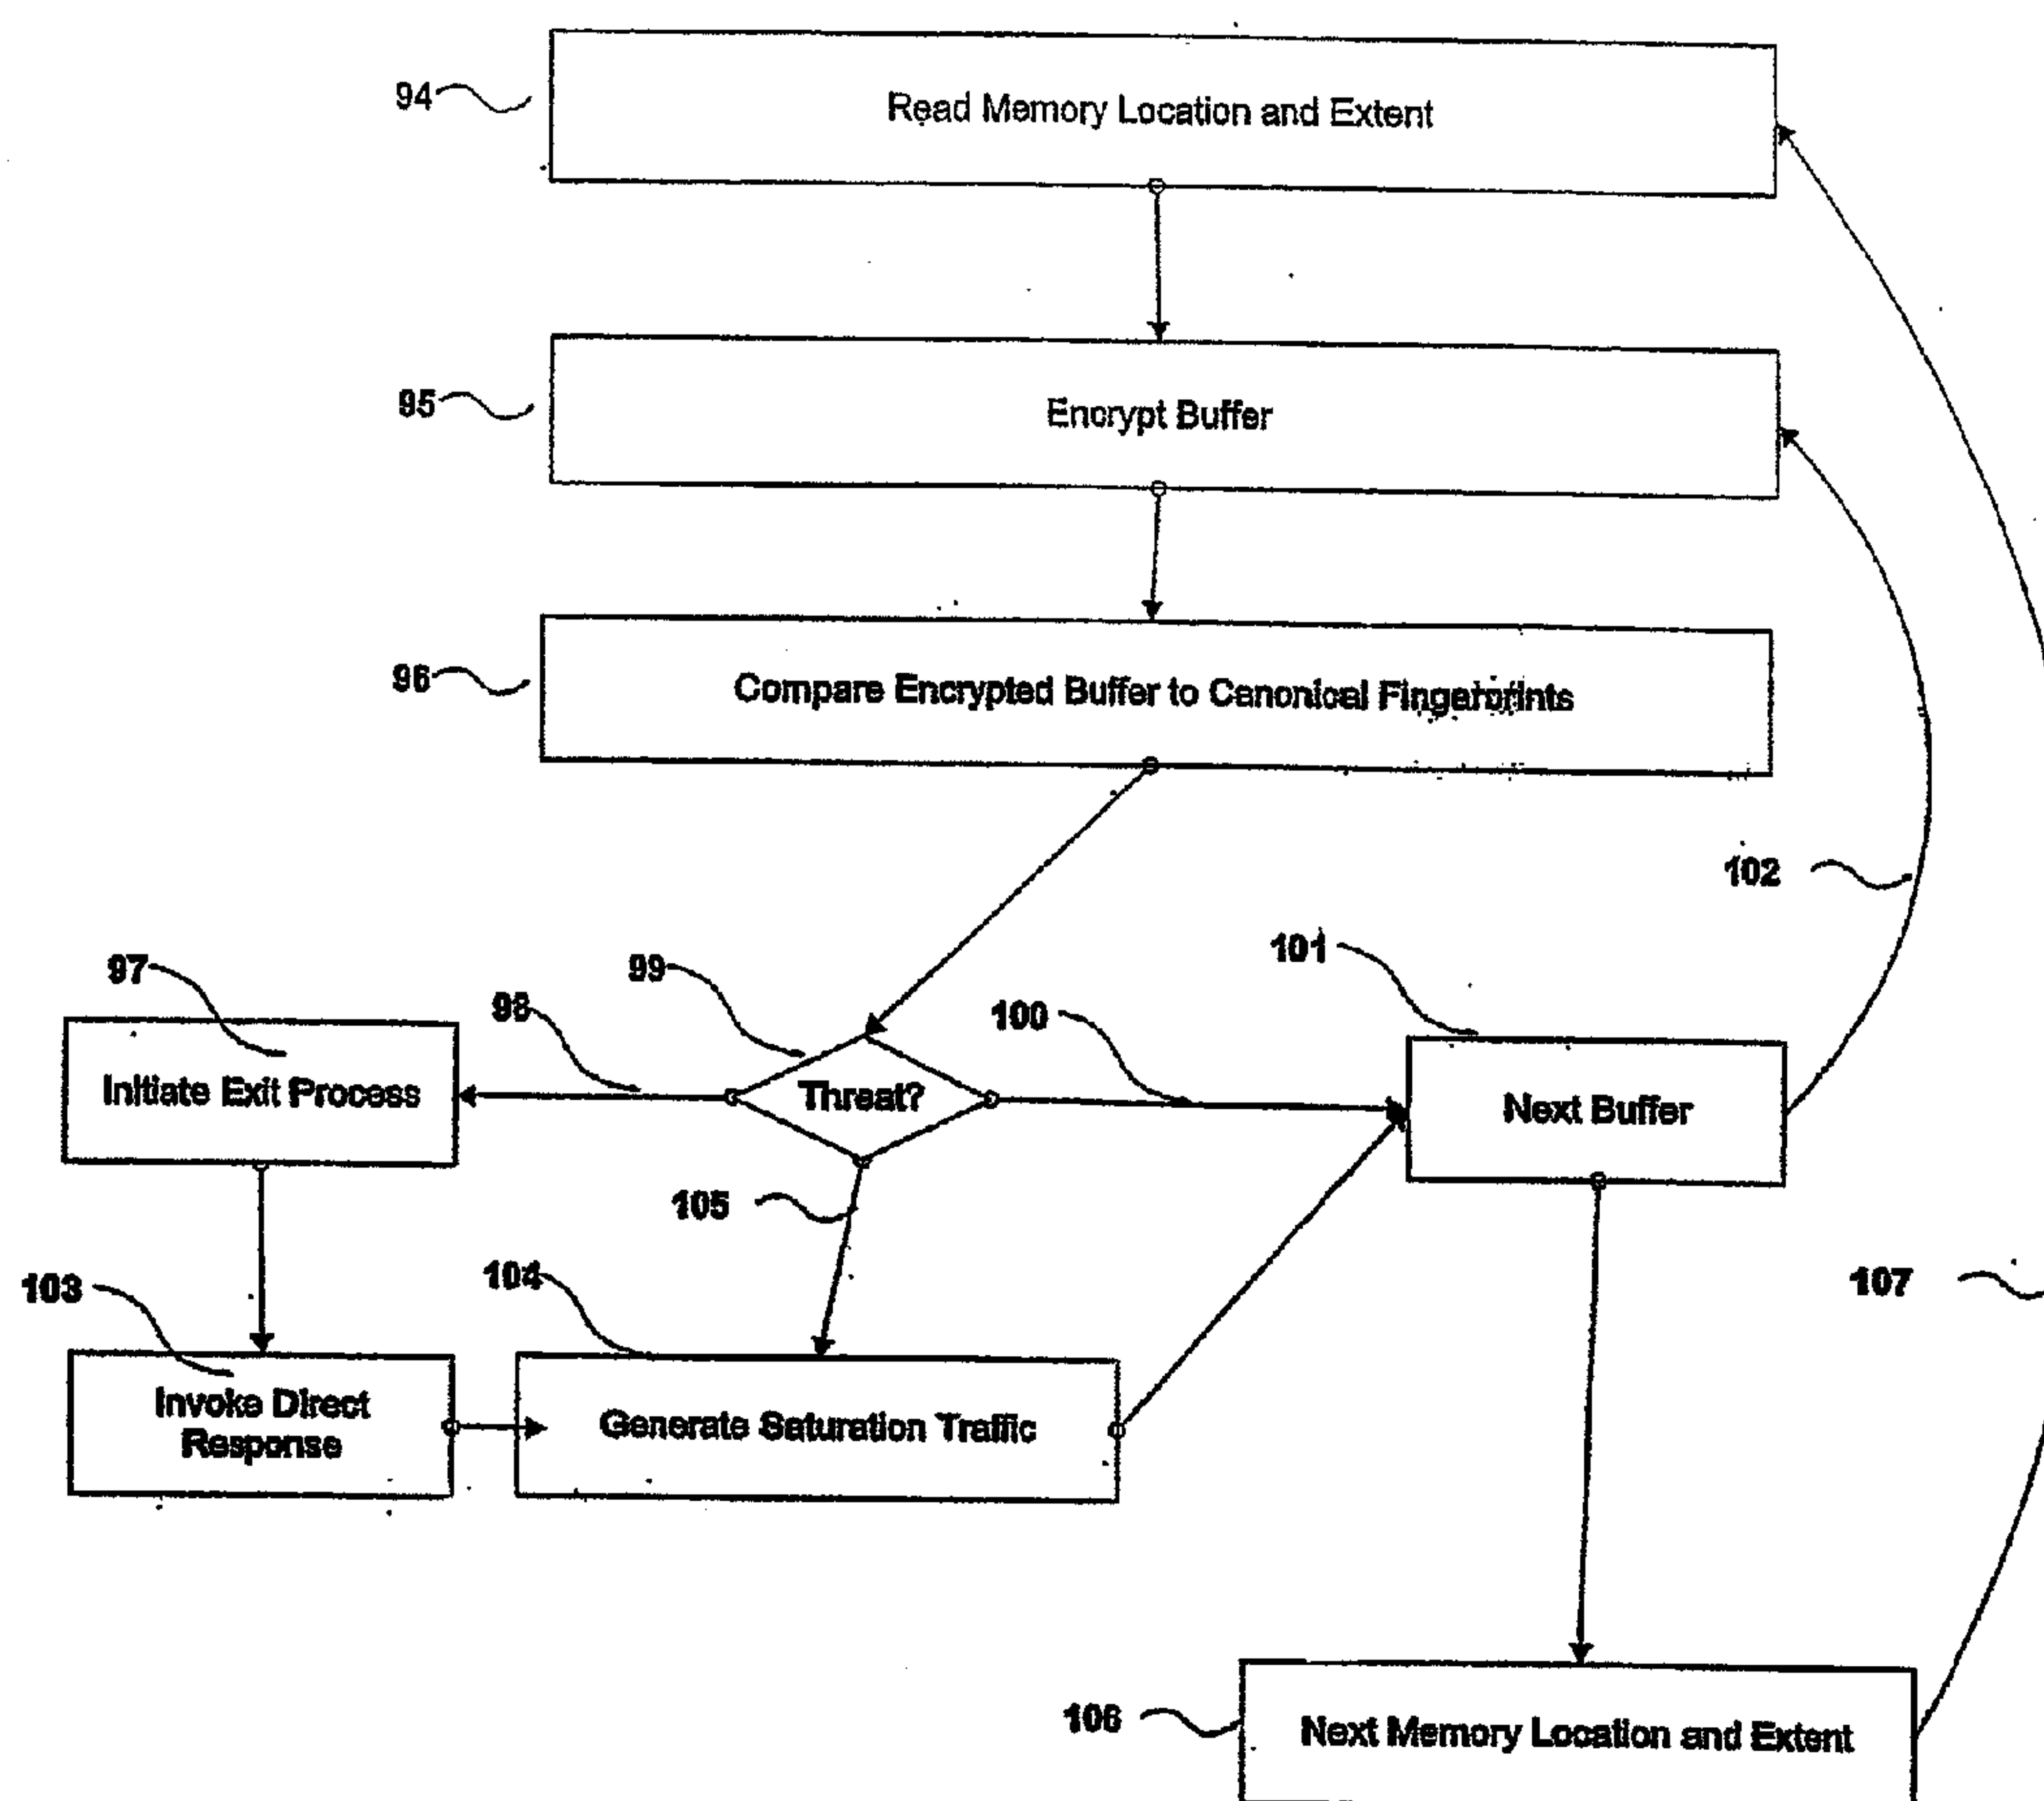 94
Read Memory Location and Extent
95
Encrypt Buffer
96
Compare Encrypted Buffer to Canonical Fingerprints
102
101
97
99
98
100
Initiate Exit Process
Threat?
Next Buffer
105
103
104
107
Invoke Direct
Response
Generate Saturation Traffic
106
Next Memory Location and Extent